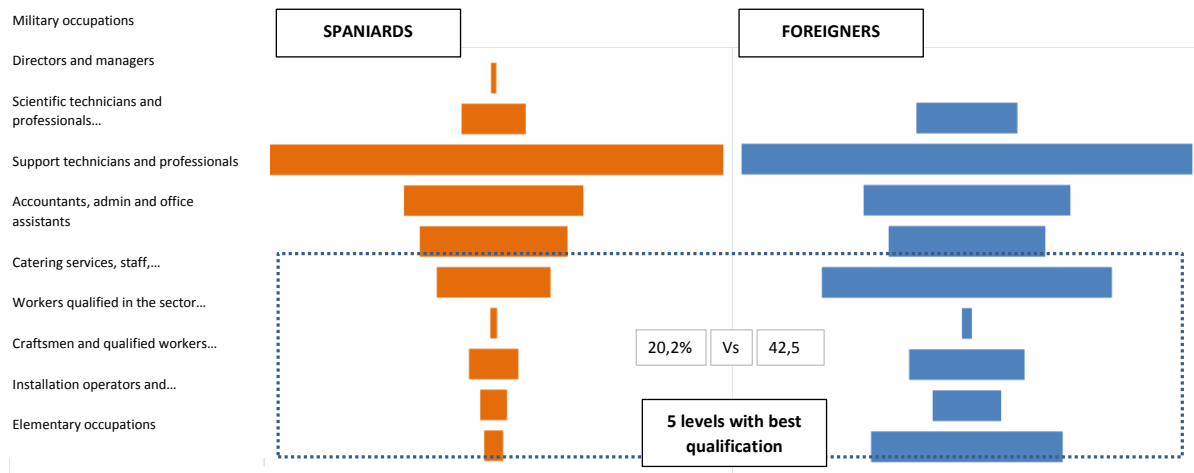 Military occupations
SPANIARDS
FOREIGNERS
Directors and managers
Scientific technicians and
professionals…
Support technicians and professionals
Accountants, admin and office
assistants
Catering services, staff,…
Workers qualified in the sector…
Craftsmen and qualified workers…
20,2% Vs 42,5
Installation operators and…
Elementary occupations
5 levels with best
qualification